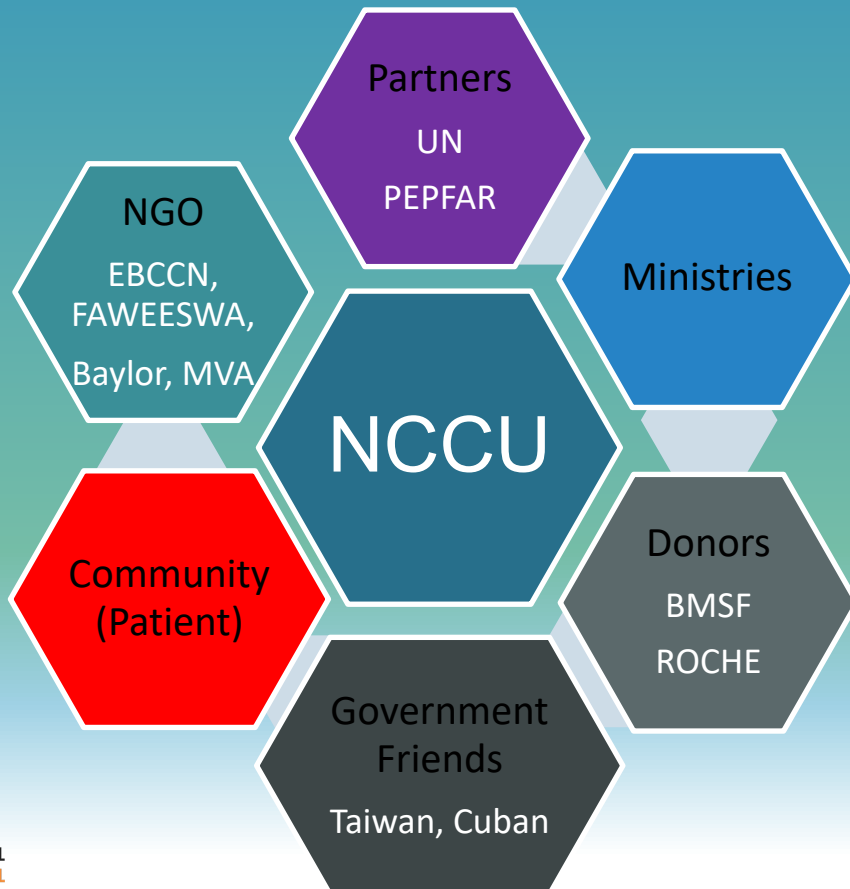 Partners
UN
PEPFAR
NGO
EBCCN,
FAWEESWA,
Baylor, MVA
Ministries
NCCU
Community
(Patient)
Donors
BMSF
ROCHE
Government
Friends
Taiwan, Cuban